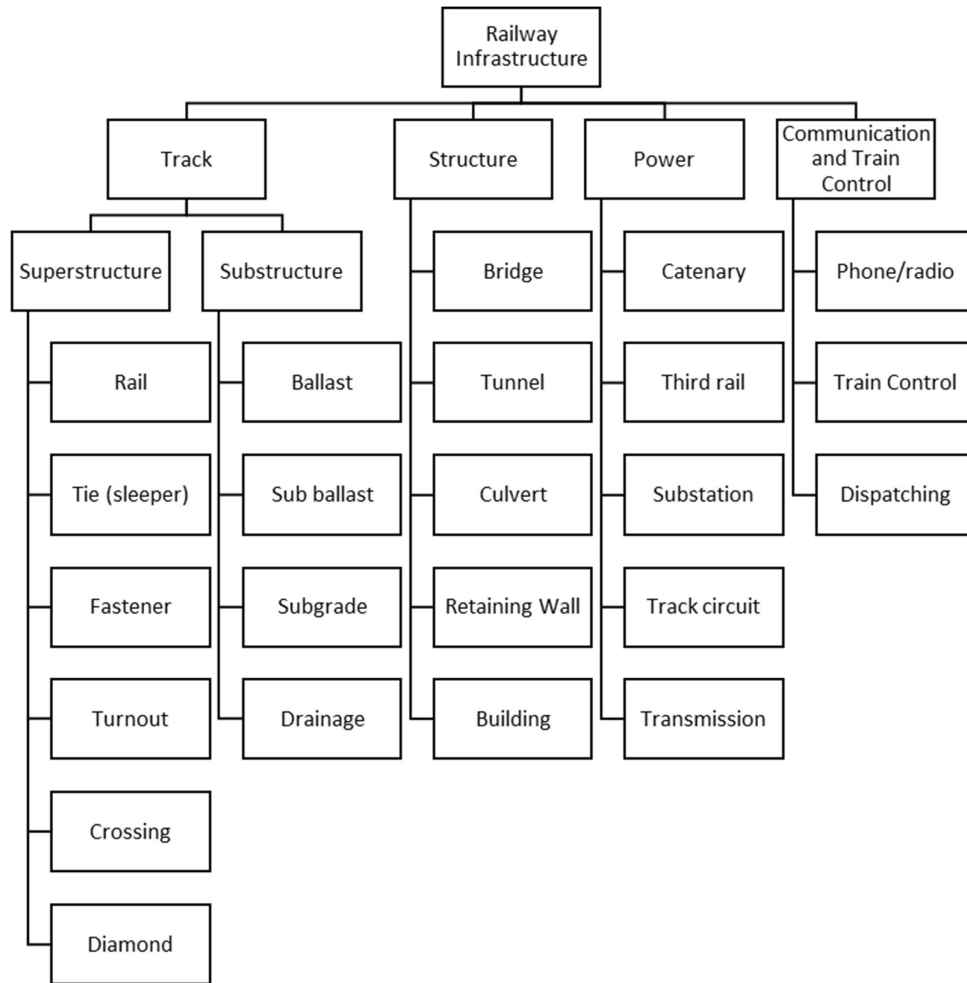 Railway
Infrastructure
Track
Structure
Power
Communication
and Train
Control
Superstructure
Substructure
Bridge
Catenary
Phone/radio
Rail
Ballast
Tunnel
Third rail
Train Control
Tie (sleeper)
Sub ballast
Culvert
Substation
Dispatching
Fastener
Subgrade
Retaining Wall
Track circuit
Turnout
Drainage
Building
Transmission
Crossing
Diamond